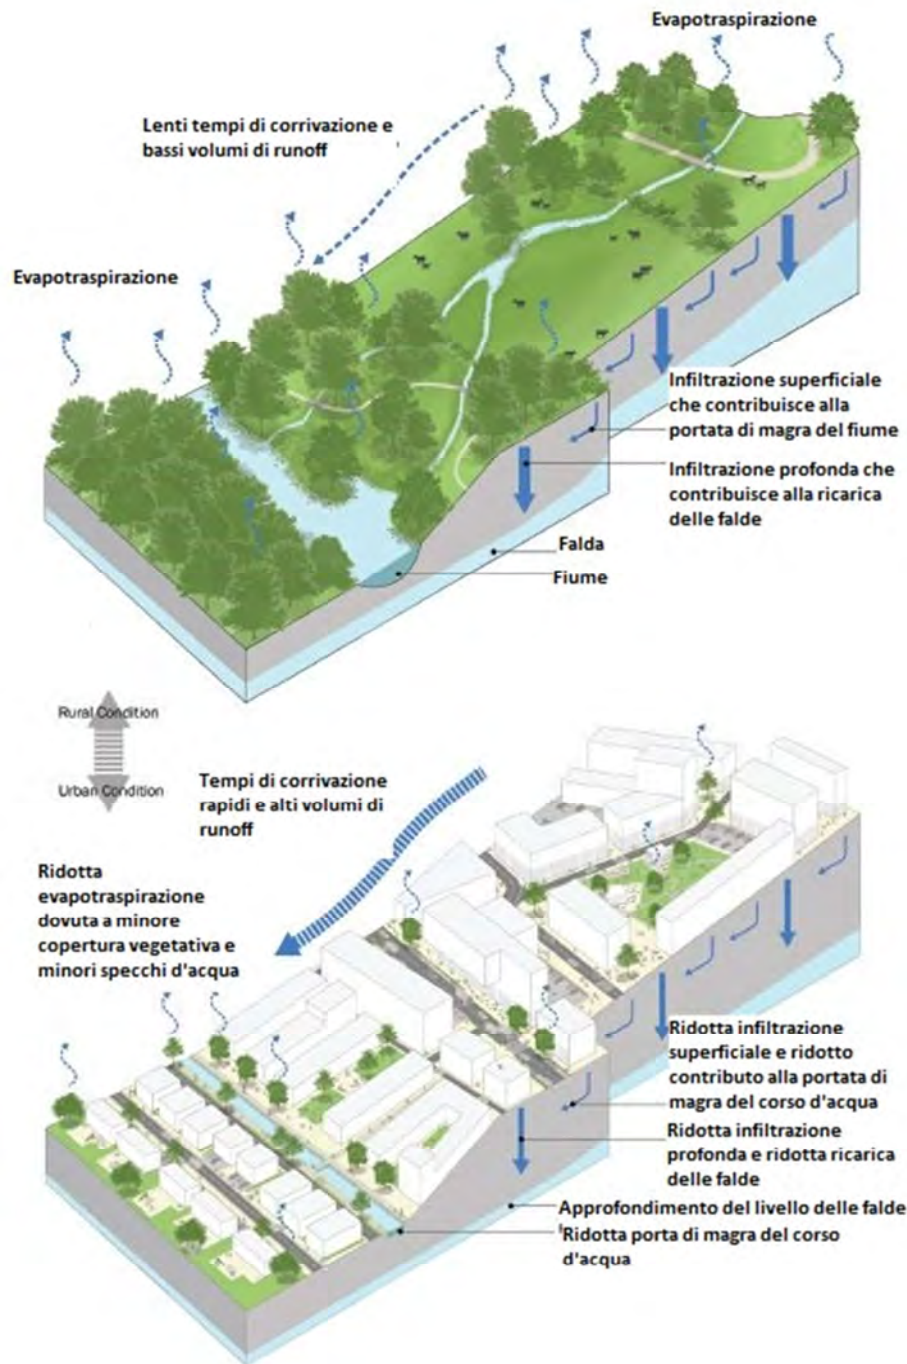 Evapotraspirazione
Lenti tempi di corrivazione e
bassi volumi di runoff
Evapotraspirazione
Infiltrazione superficiale
che contribuisce alla
portata di magra del fiume
Infiltrazione profonda che
contribuisce alla ricarica
delle falde
Falda
Fiume
Rural Condition
Urban Condition
Tempi di corrivazione
rapidi e alti volumi di
runoff
Ridotta
evapotraspirazione
dovuta a minore
copertura vegetativa e
minori specchi d'acqua
Ridotta infiltrazione
superficiale e ridotto
contributo alla portata di
magra del corso d'acqua
Ridotta infiltrazione
profonda e ridotta ricarica
delle falde
Approfondimento del livello delle falde
Ridotta porta di magra del corso
d'acqua